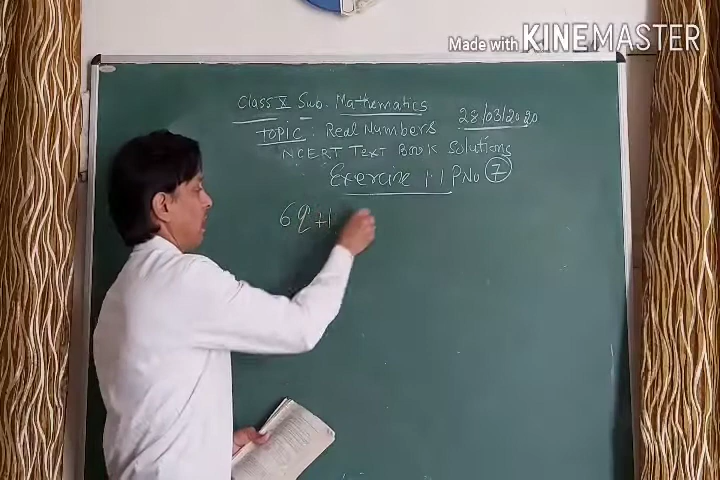 Made with KINEMASTER
Class X Sub. Mathematics
28/03/2020
Topic : Real Numbers
NCERT Text Book Solutions
Exercise 1.1 PNo 7
6q+1